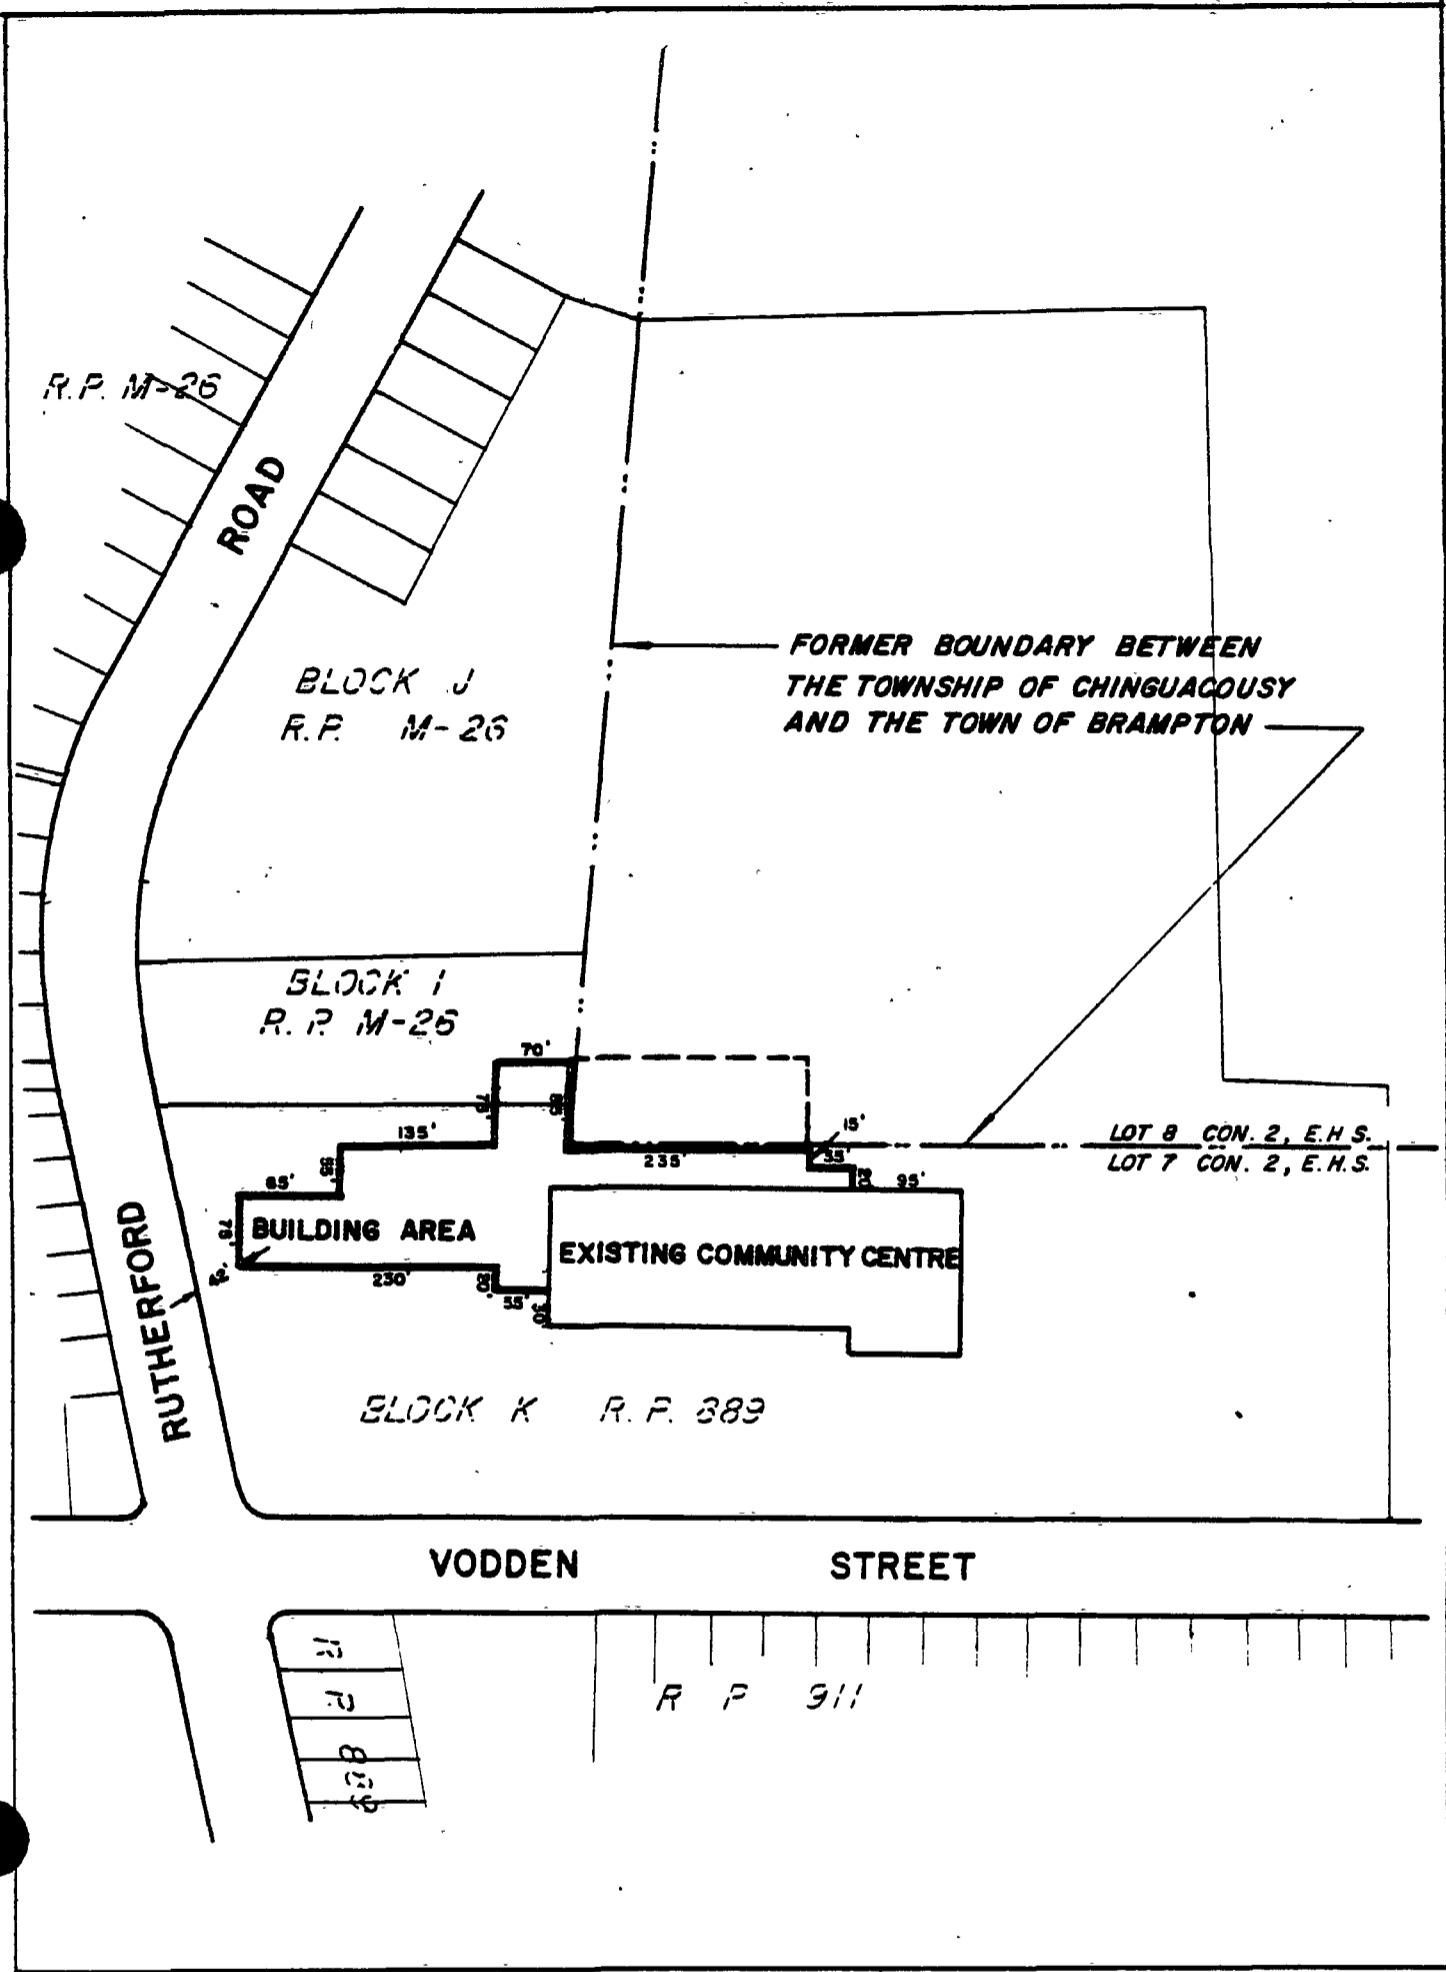 R.P. M-26
ROAD
FORMER BOUNDARY BETWEEN
THE TOWNSHIP OF CHINGUACOUSY
AND THE TOWN OF BRAMPTON
BLOCK J
R.P. M-26
BLOCK I
R.P. M-26
70'
135'
235'
15'
95'
LOT 8 CON. 2, E.H.S.
LOT 7 CON. 2, E.H.S.
BUILDING AREA
EXISTING COMMUNITY CENTRE
42'
230'
55'
RUTHERFORD
BLOCK K R.P. 889
VODDEN STREET
R P 911
R P 889